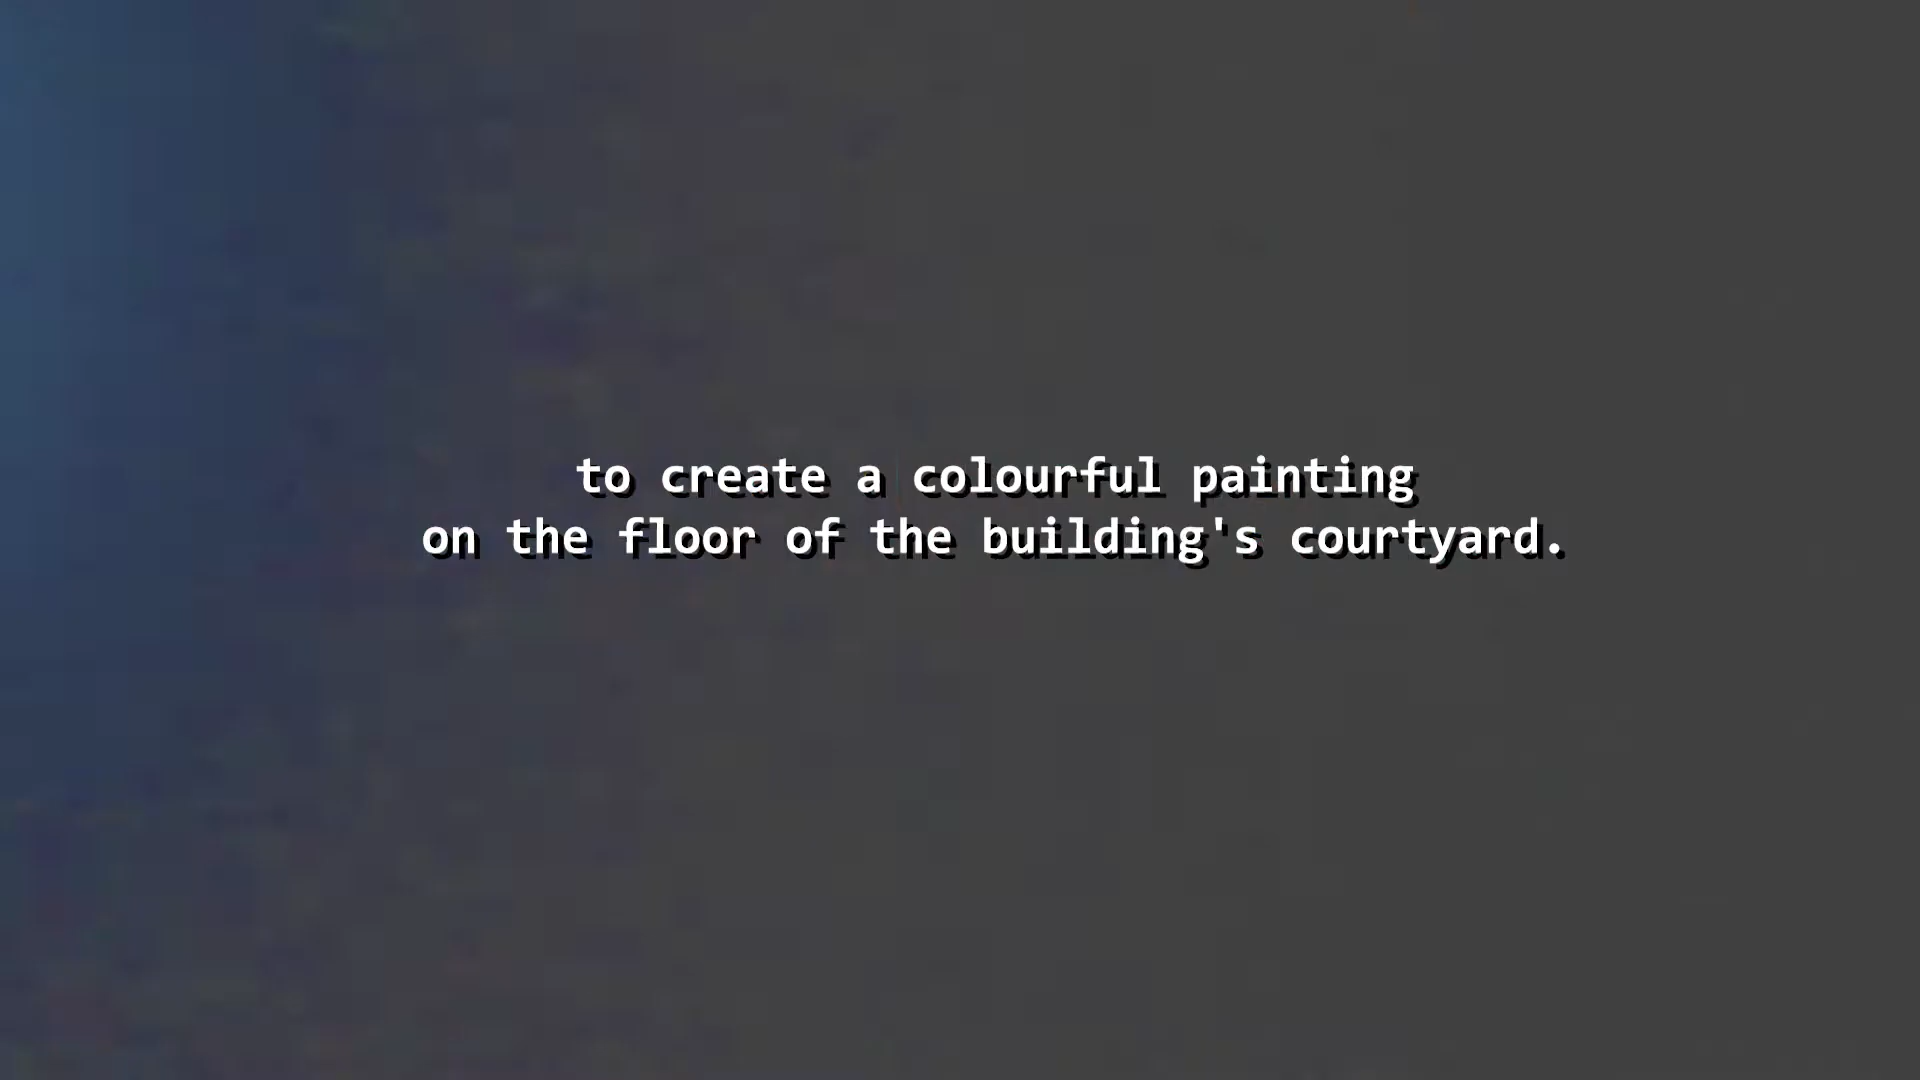 to create a colourful painting
on the floor of the building's courtyard.